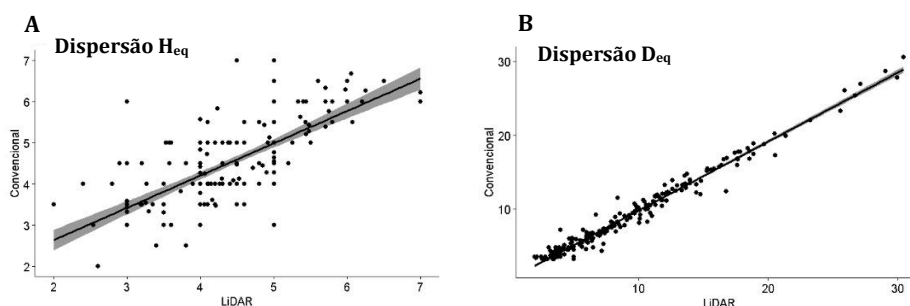 A
Dispersão Heq
Convencional
7
6
5
4
3
2
2 3 4 5 6 7
LiDAR
B
Dispersão Deq
Convencional
30
20
10
10 20 30
LiDAR